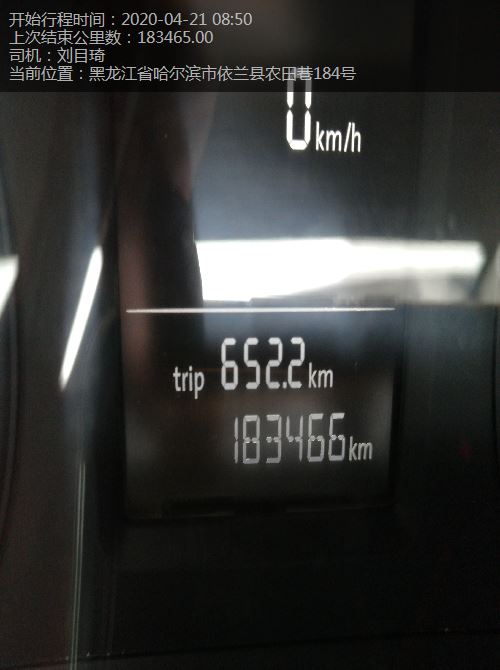 开始行程时间：2020-04-21 08:50
上次结束公里数：183465.00
司机：刘目琦
当前位置：黑龙江省哈尔滨市依兰县农田巷184号
0 km/h
trip 652.2 km
183466 km